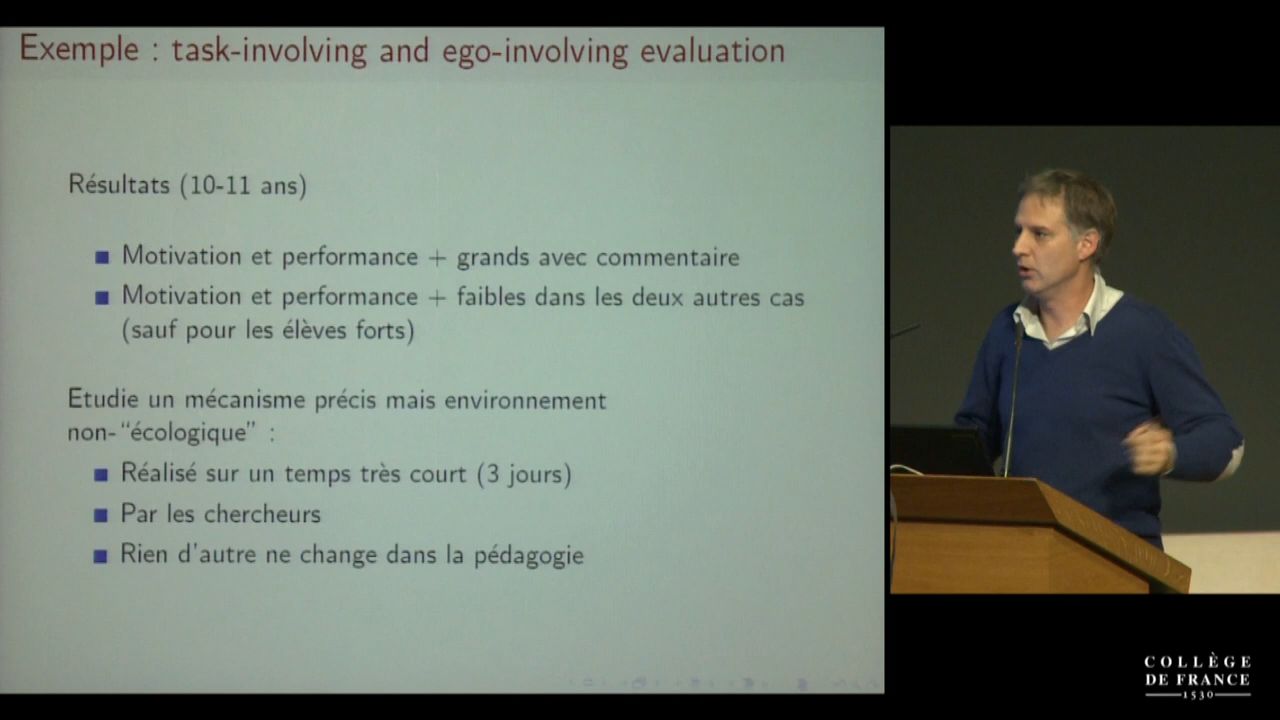 Exemple : task-involving and ego-involving evaluation
Résultats (10-11 ans)
Motivation et performance + grands avec commentaire
Motivation et performance + faibles dans les deux autres cas
(sauf pour les élèves forts)
Etudie un mécanisme précis mais environnement
non-“écologique” :
Réalisé sur un temps très court (3 jours)
Par les chercheurs
Rien d'autre ne change dans la pédagogie
COLLÈGE
DE FRANCE
1530